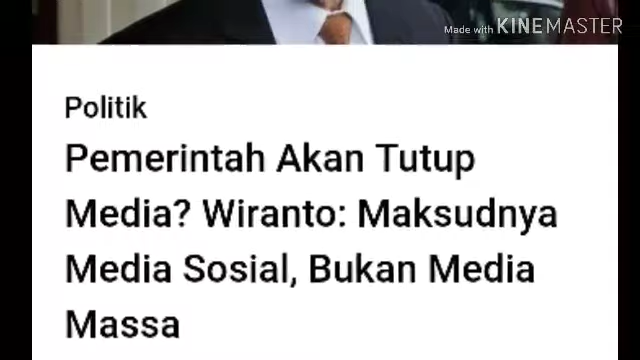 Made with KINEMASTER
Politik
Pemerintah Akan Tutup
Media? Wiranto: Maksudnya
Media Sosial, Bukan Media
Massa